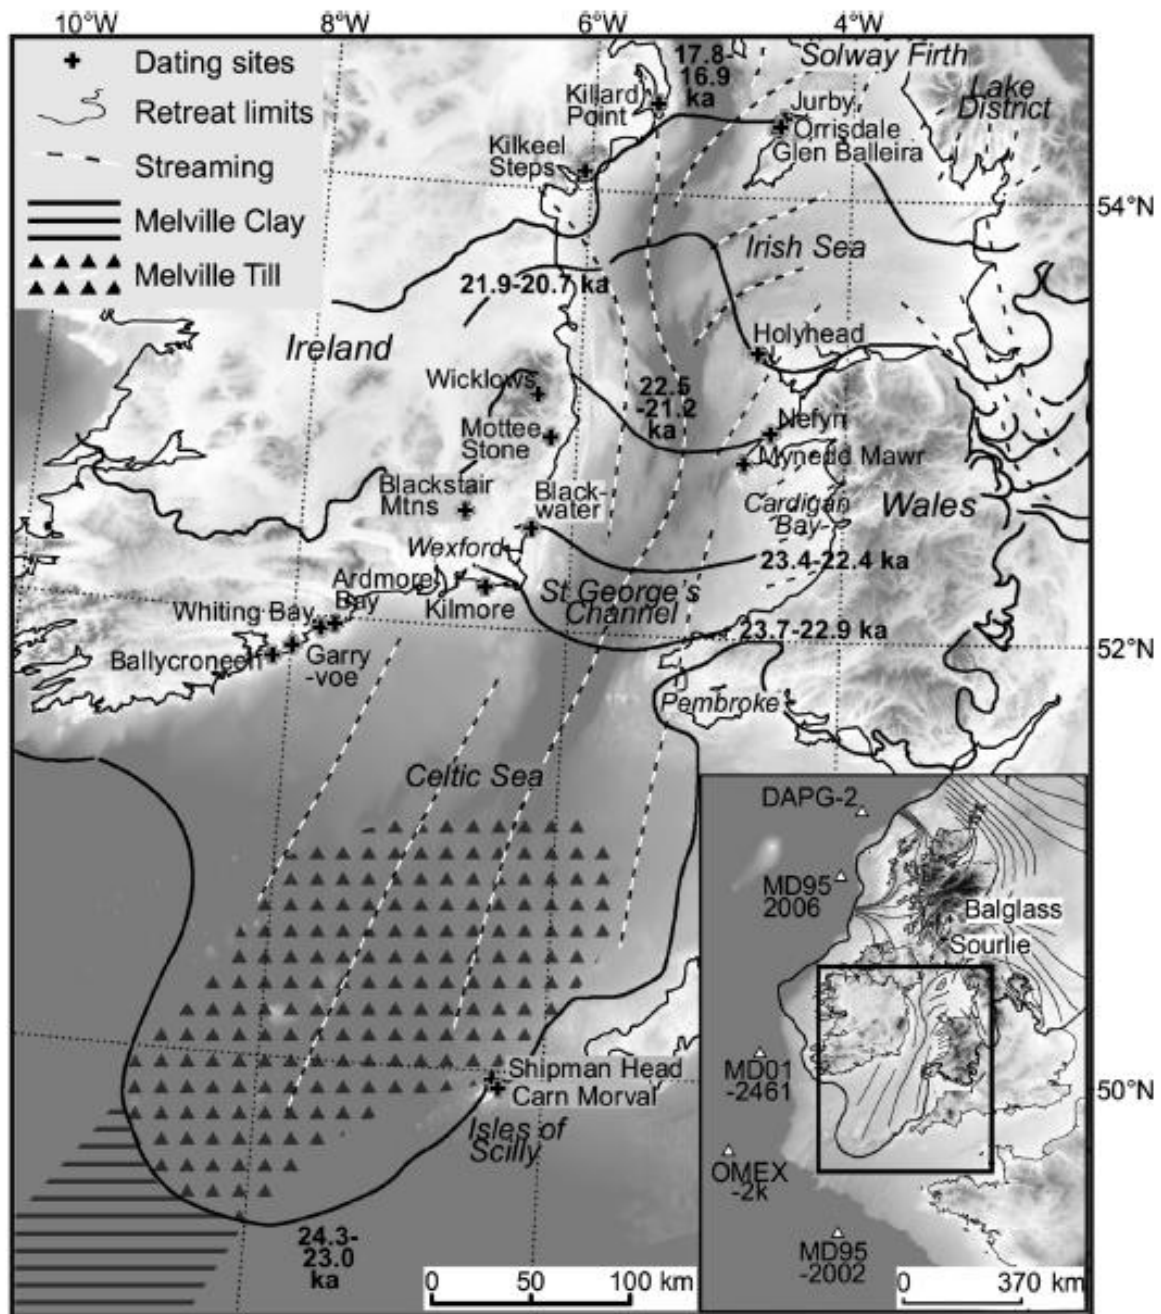 10°W
8°W
6°W
4°W
Dating sites
Retreat limits
Streaming
Melville Clay
Melville Till
17.8-
16.9
ka
Solway Firth
Lake
District
Killard
Point
Jurby
Orrisdale
Glen Balleira
Kilkeel
Steps
54°N
Irish Sea
21.9-20.7 ka
Ireland
Holyhead
Wicklows
22.5
-21.2
ka
Mottee
Stone
Nefyn
Mynedd Mawr
Blackstair
Mtns
Black-
water
Cardigan
Bay
Wales
Wexford
23.4-22.4 ka
Ardmore
Bay
Kilmore
St George's
Channel
Whiting Bay
23.7-22.9 ka
52°N
Ballycroneen
Garry
-voe
Pembroke
Celtic Sea
DAPG-2
MD95
2006
Balglass
Sourlie
MD01
-2461
Shipman Head
Carn Morval
50°N
Isles of
Scilly
OMEX
-2k
24.3-
23.0
ka
MD95
-2002
0 50 100 km
0 370 km